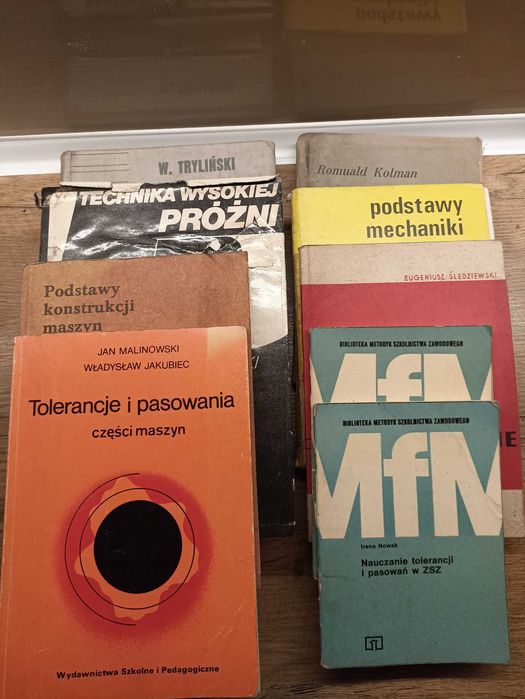 W. TRYLIŃSKI
TECHNIKA WYSOKIEJ
PRÓŻNI
Podstawy
konstrukcji
maszyn
JAN MALINOWSKI
WŁADYSŁAW JAKUBIEC
Tolerancje i pasowania
części maszyn
Wydawnictwa Szkolne i Pedagogiczne
Romuald Kolman
podstawy
mechaniki
EUGENIUSZ ŚLEDZIEWSKI
BIBLIOTEKA METODYK SZKOLNICTWA ZAWODOWEGO
MfM
BIBLIOTEKA METODYK SZKOLNICTWA ZAWODOWEGO
MfM
Irena Nowak
Nauczanie tolerancji
i pasowań w ZSZ